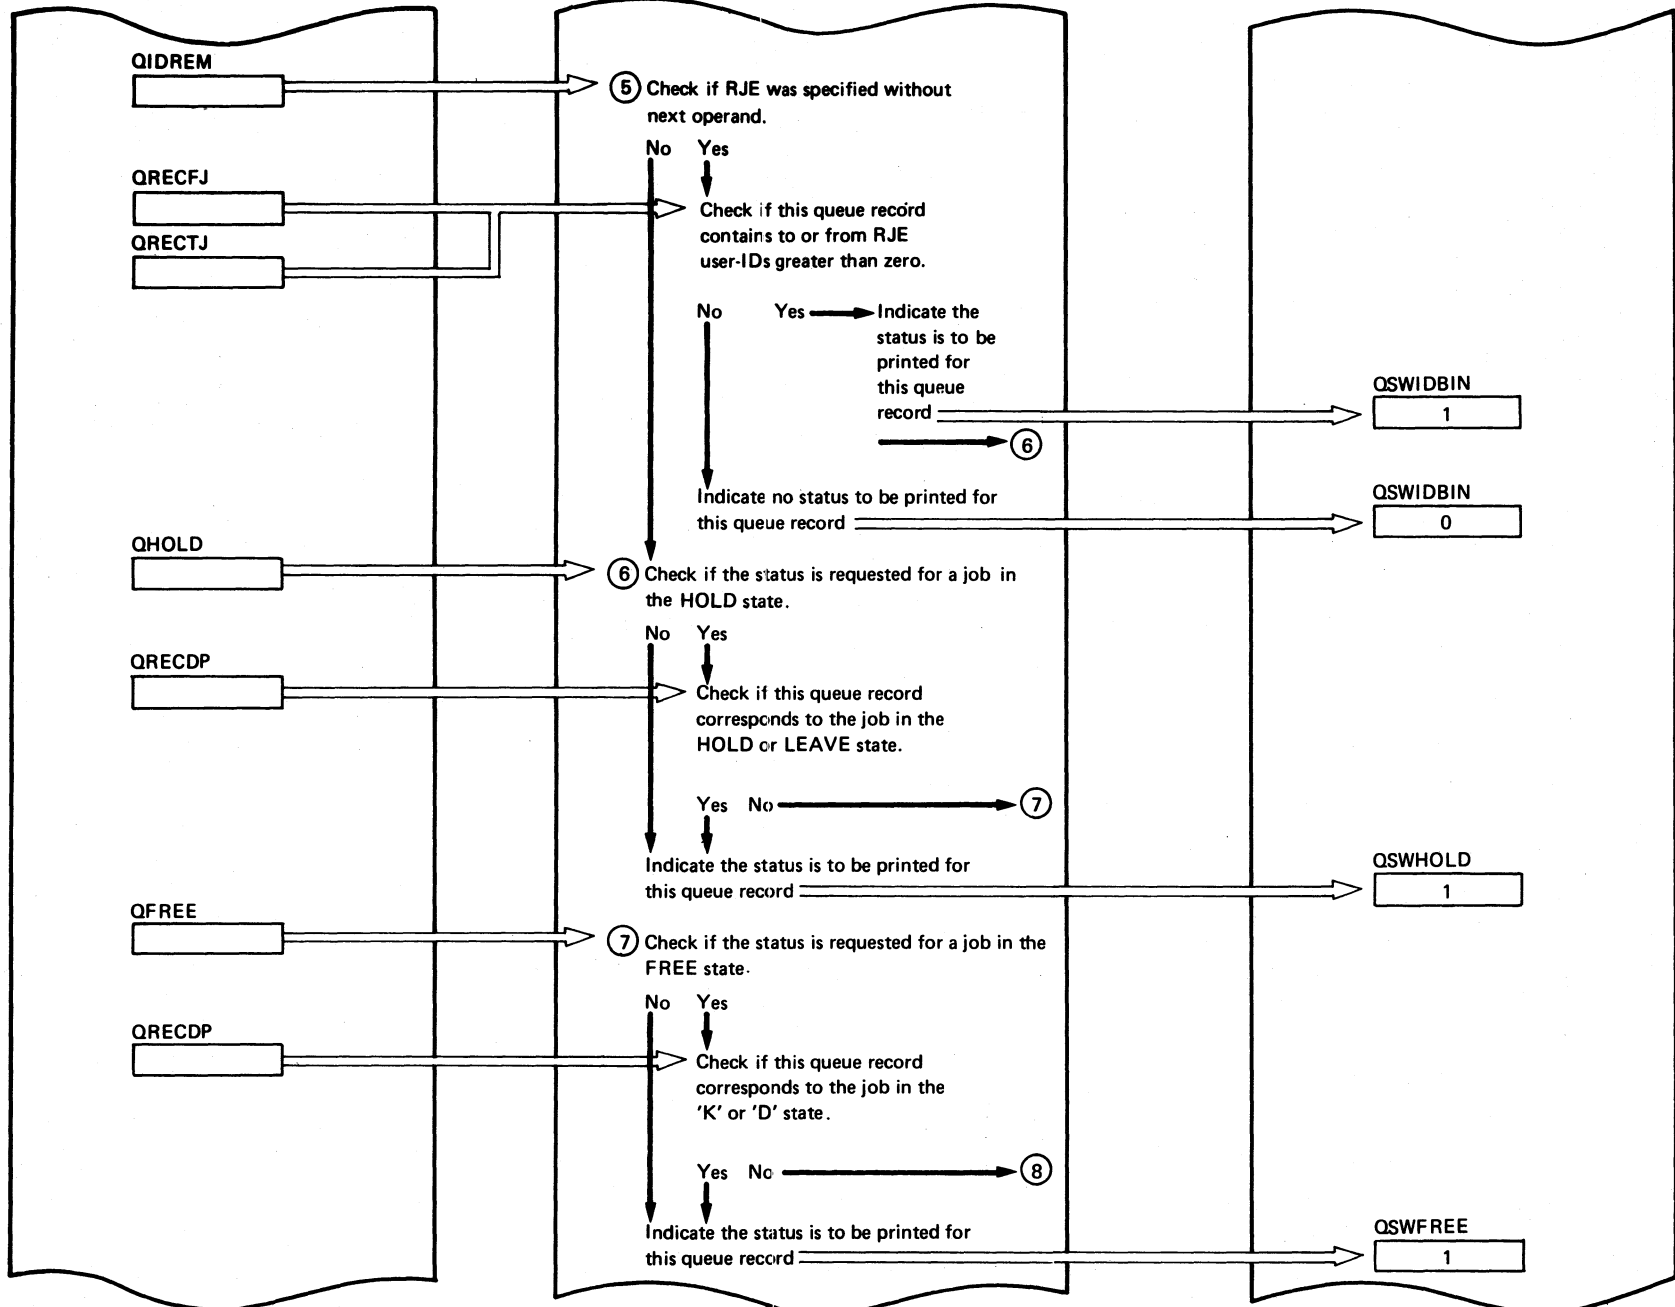 QIDREM
5 Check if RJE was specified without
next operand.
No Yes
QRECFJ
Check if this queue record
contains to or from RJE
user-IDs greater than zero.
QRECTJ
No Yes Indicate the
status is to be
printed for
this queue
record
QSWIDBIN
1
6
Indicate no status to be printed for
this queue record
QSWIDBIN
0
QHOLD
6 Check if the status is requested for a job in
the HOLD state.
No Yes
QRECDP
Check if this queue record
corresponds to the job in the
HOLD or LEAVE state.
Yes No 7
Indicate the status is to be printed for
this queue record
QSWHOLD
1
QFREE
7 Check if the status is requested for a job in the
FREE state.
No Yes
QRECDP
Check if this queue record
corresponds to the job in the
'K' or 'D' state.
Yes No 8
Indicate the status is to be printed for
this queue record
QSWFREE
1